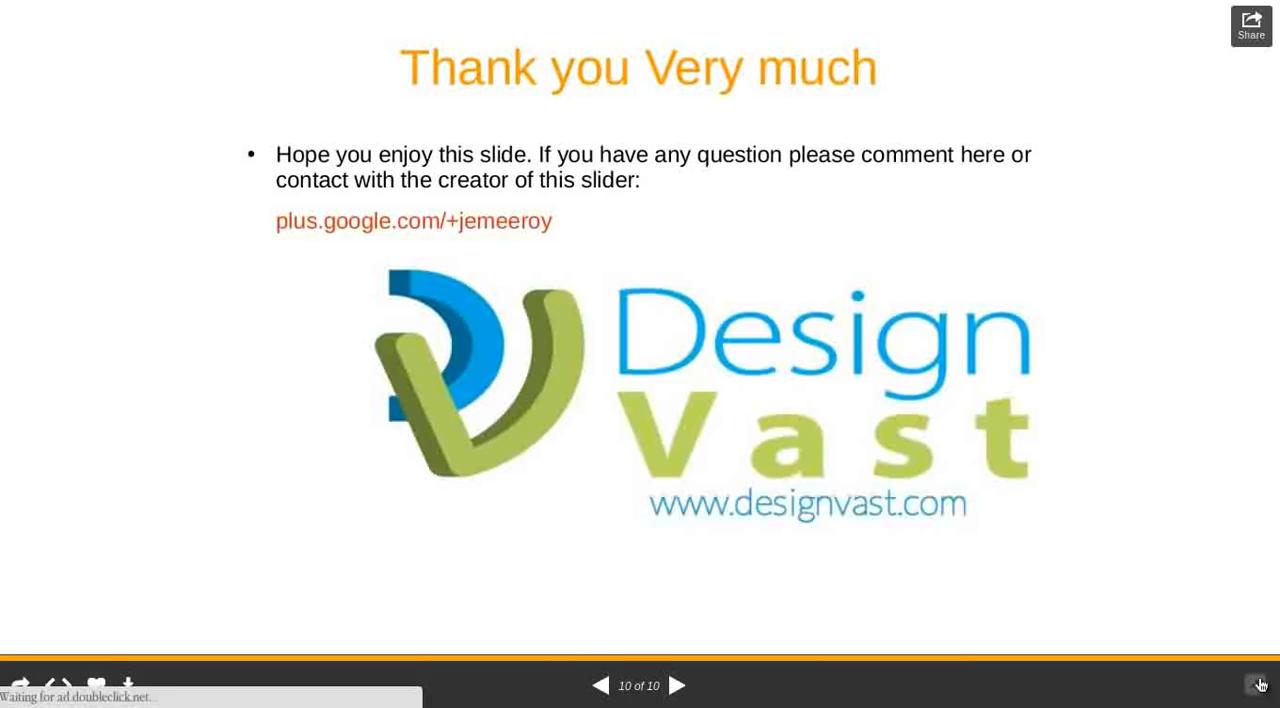 Share
Thank you Very much
• Hope you enjoy this slide. If you have any question please comment here or
contact with the creator of this slider:
plus.google.com/+jemeeroy
DV
Design
Vast
www.designvast.com
10 of 10
Waiting for ad.doubleclick.net...